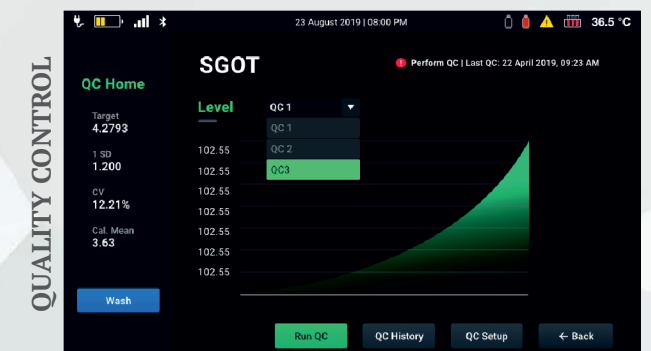 QUALITY CONTROL
23 August 2019 | 08:00 PM
36.5 °C
QC Home
Target
4.2793
1 SD
1.200
CV
12.21%
Cal. Mean
3.63
Wash
SGOT
Perform QC | Last QC: 22 April 2019, 09:23 AM
Level
QC 1
QC 1
QC 2
QC3
102.55
102.55
102.55
102.55
102.55
102.55
102.55
Run QC
QC History
QC Setup
← Back